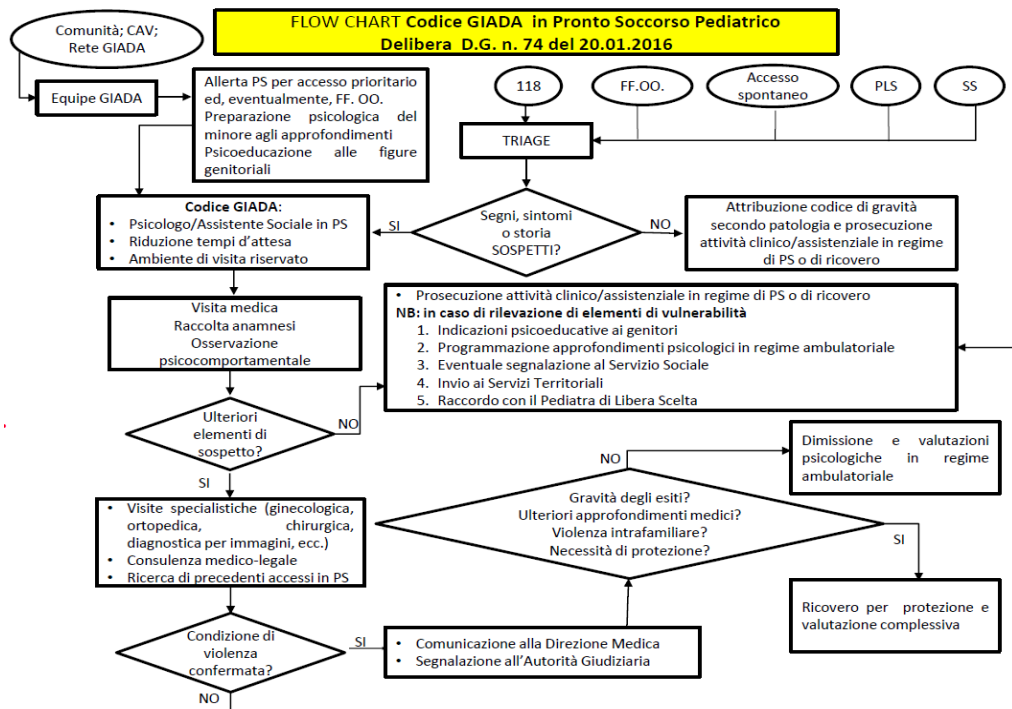 FLOW CHART Codice GIADA in Pronto Soccorso Pediatrico
Delibera D.G. n. 74 del 20.01.2016
Comunità; CAV;
Rete GIADA
Equipe GIADA
Allerta PS per accesso prioritario
ed, eventualmente, FF. OO.
Preparazione psicologica del
minore agli approfondimenti
Psicoeducazione alle figure
genitoriali
118
FF.OO.
Accesso
spontaneo
PLS
SS
TRIAGE
Codice GIADA:
• Psicologo/Assistente Sociale in PS
• Riduzione tempi d'attesa
• Ambiente di visita riservato
SI
Segni, sintomi
o storia
SOSPETTI?
NO
Attribuzione codice di gravità
secondo patologia e prosecuzione
attività clinico/assistenziale in regime
di PS o di ricovero
Visita medica
Raccolta anamnesi
Osservazione
psicocomportamentale
• Prosecuzione attività clinico/assistenziale in regime di PS o di ricovero
NB: in caso di rilevazione di elementi di vulnerabilità
1. Indicazioni psicoeducative ai genitori
2. Programmazione approfondimenti psicologici in regime ambulatoriale
3. Eventuale segnalazione al Servizio Sociale
4. Invio ai Servizi Territoriali
5. Raccordo con il Pediatra di Libera Scelta
Ulteriori
elementi di
sospetto?
NO
SI
• Visite specialistiche (ginecologica,
ortopedica, chirurgica,
diagnostica per immagini, ecc.)
• Consulenza medico-legale
• Ricerca di precedenti accessi in PS
Condizione di
violenza
confermata?
SI
NO
• Comunicazione alla Direzione Medica
• Segnalazione all'Autorità Giudiziaria
Gravità degli esiti?
Ulteriori approfondimenti medici?
Violenza intrafamiliare?
Necessità di protezione?
NO
Dimissione e valutazioni
psicologiche in regime
ambulatoriale
SI
Ricovero per protezione e
valutazione complessiva